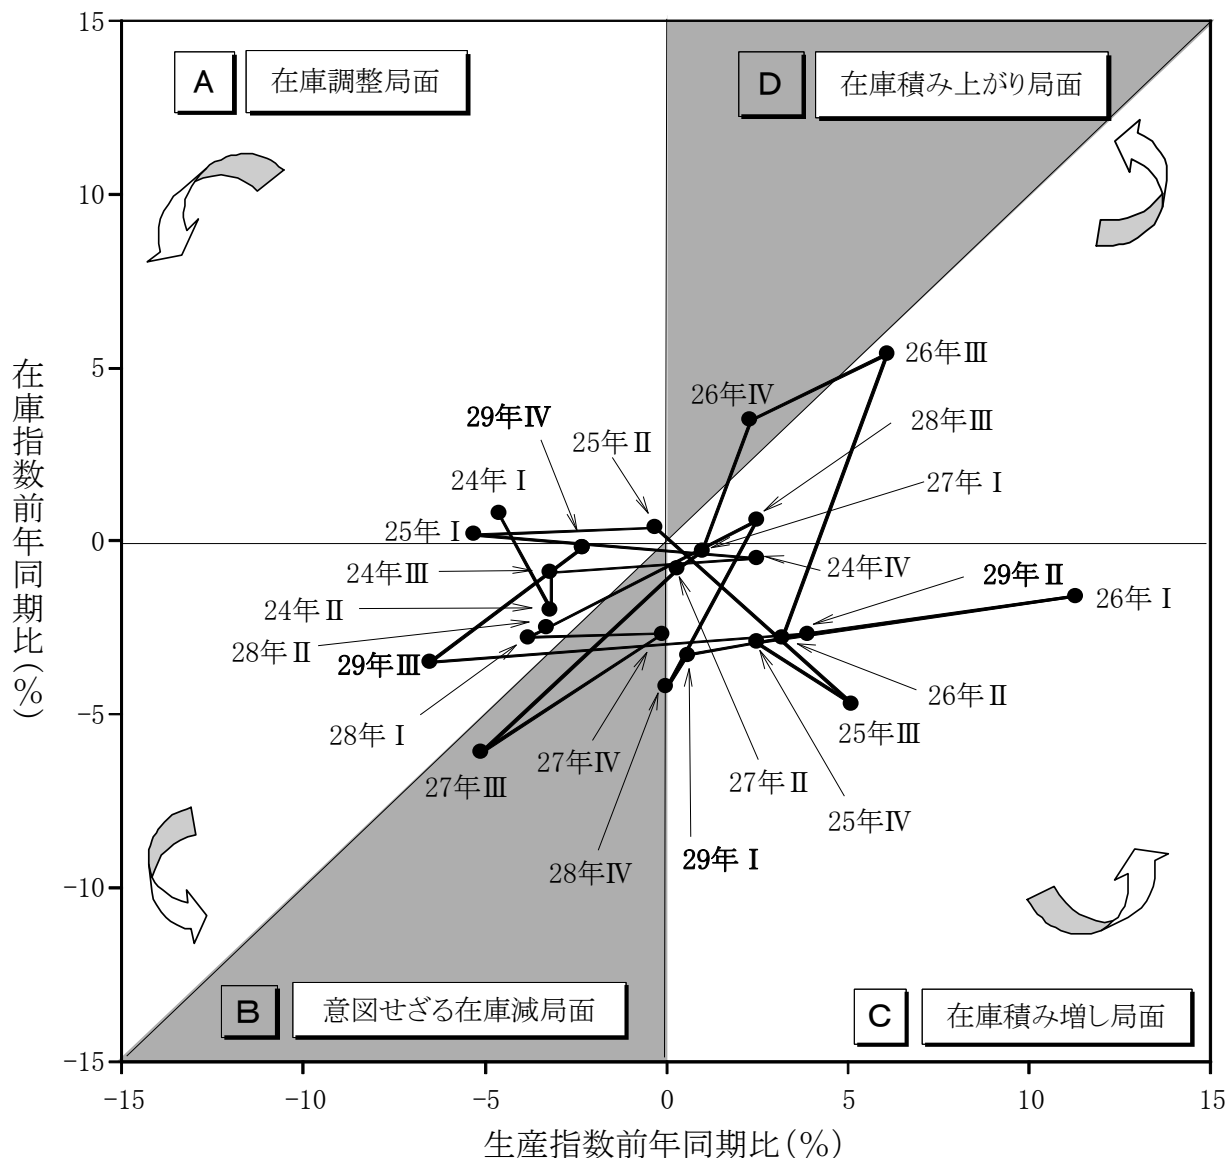 15
A
在庫調整局面
D
在庫積み上がり局面
10
5
26年Ⅲ
26年Ⅳ
29年Ⅳ
25年Ⅱ
28年Ⅲ
24年Ⅰ
27年Ⅰ
25年Ⅰ
0
24年Ⅲ
24年Ⅳ
29年Ⅱ
26年Ⅰ
24年Ⅱ
28年Ⅱ
29年Ⅲ
26年Ⅱ
-5
28年Ⅰ
25年Ⅲ
27年Ⅳ
27年Ⅲ
27年Ⅱ
25年Ⅳ
28年Ⅳ
29年Ⅰ
-10
B
意図せざる在庫減局面
C
在庫積み増し局面
-15
-15
-10
-5
0
5
10
15
在庫指数前年同期比(%)
生産指数前年同期比(%)